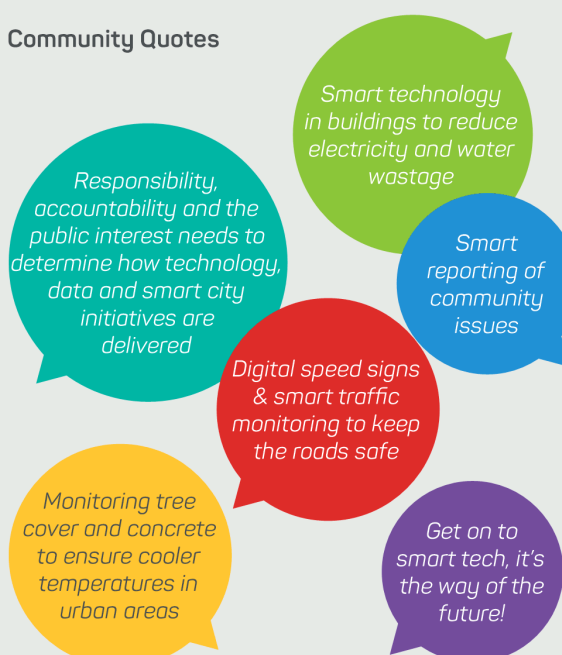 Community Quotes
Smart technology
in buildings to reduce
electricity and water
wastage
Responsibility,
accountability and the
public interest needs to
determine how technology,
data and smart city
initiatives are
delivered
Smart
reporting of
community
issues
Digital speed signs
& smart traffic
monitoring to keep
the roads safe
Monitoring tree
cover and concrete
to ensure cooler
temperatures in
urban areas
Get on to
smart tech, it's
the way of the
future!